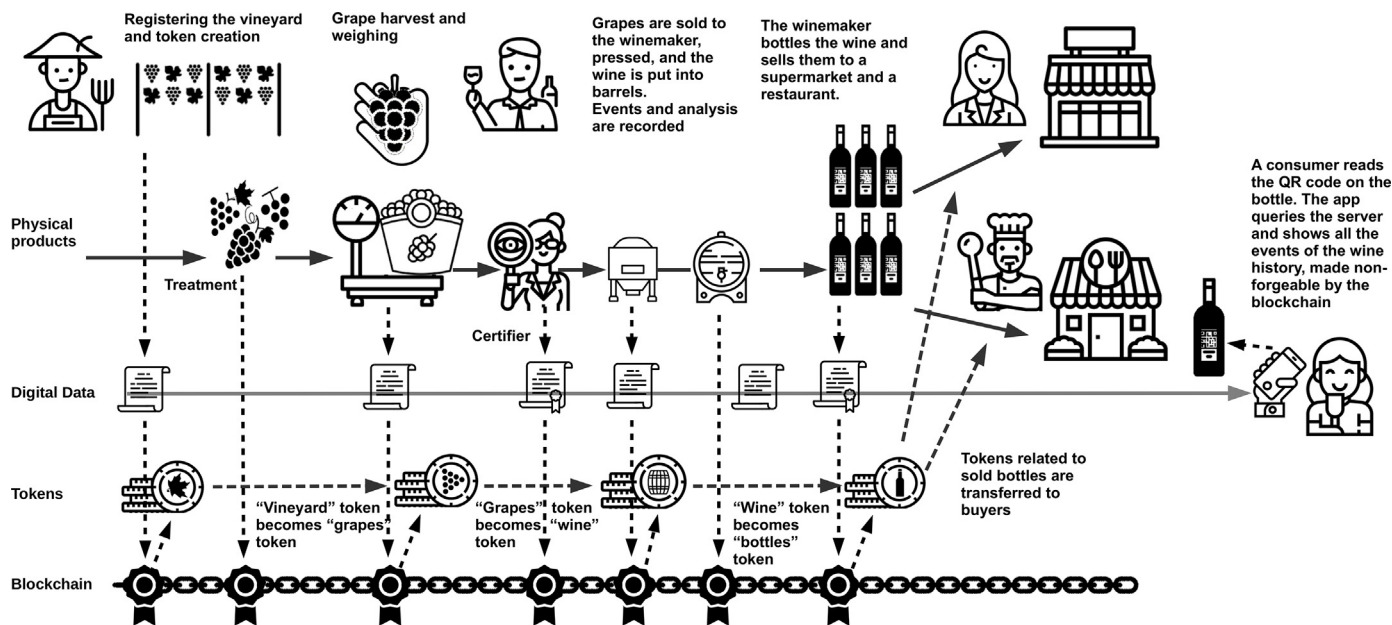 Registering the vineyard
and token creation
Grape harvest and
weighing
Grapes are sold to
the winemaker,
pressed, and the
wine is put into
barrels.
Events and analysis
are recorded
The winemaker
bottles the wine and
sells them to a
supermarket and a
restaurant.
A consumer reads
the QR code on the
bottle. The app
queries the server
and shows all the
events of the wine
history, made non-
forgeable by the
blockchain
Physical
products
Treatment
Certifier
Digital Data
Tokens
“Vineyard” token
becomes “grapes”
token
“Grapes” token
becomes “wine”
token
“Wine” token
becomes
“bottles”
token
Tokens related to
sold bottles are
transferred to
buyers
Blockchain